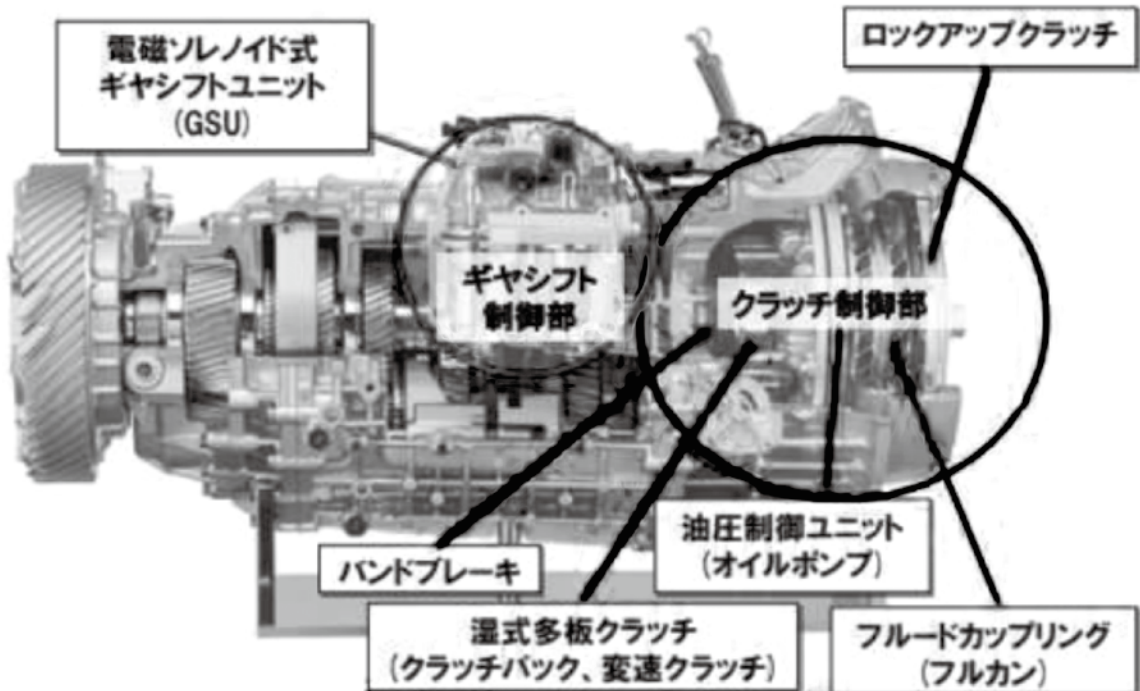 電磁ソレノイド式
ギヤシフトユニット
(GSU)
ロックアップクラッチ
ギヤシフト
制御部
クラッチ制御部
バンドブレーキ
油圧制御ユニット
(オイルポンプ)
湿式多板クラッチ
(クラッチパック、変速クラッチ)
フルードカップリング
(フルカン)